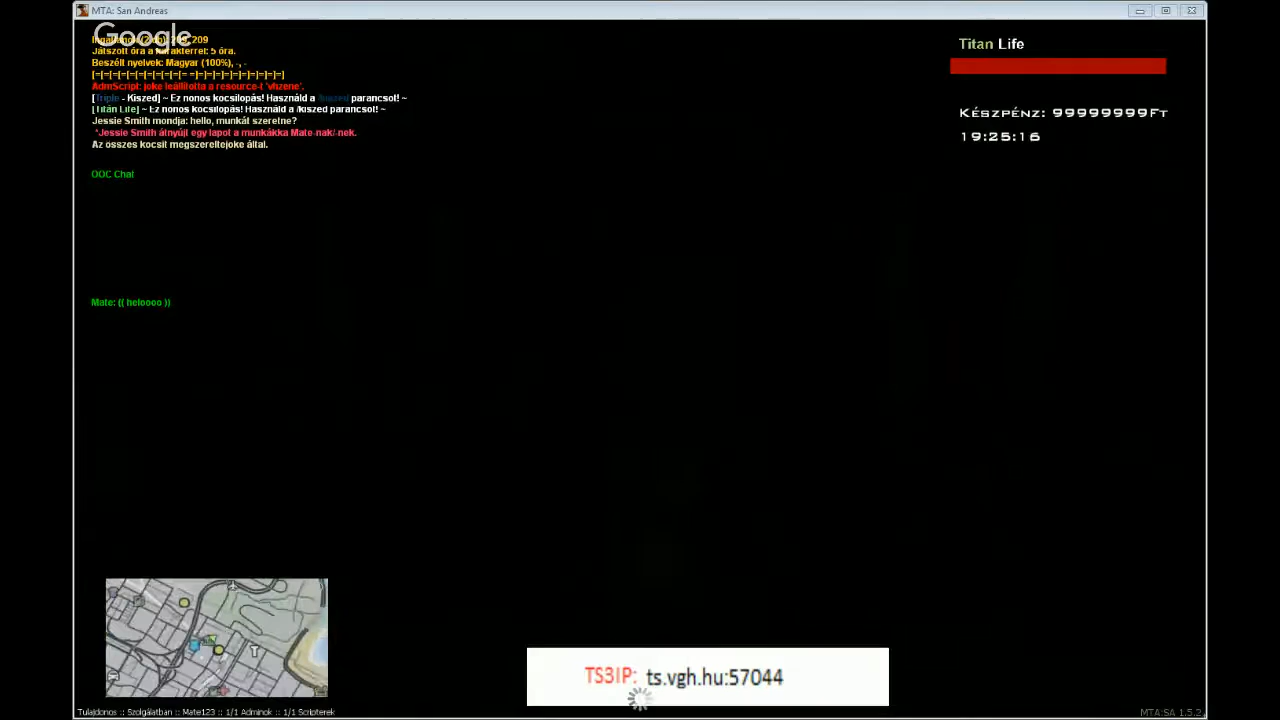 MTA: San Andreas
Google
209
Játszott óra a karakterrel: 5 óra.
Beszélt nyelvek: Magyar (100%), -, -
[=|=|=|=|=|=|=|=|=|=|= =|=|=|=|=|=|=|=|=|=|=]
AdmScript: joke leállította a resource-t 'vhzene'.
[Triple - Kiszed] ~ Ez nonos kocsilopás! Használd a /kiszed parancsot! ~
[Titan Life] ~ Ez nonos kocsilopás! Használd a /kiszed parancsot! ~
Jessie Smith mondja: hello, munkát szeretne?
*Jessie Smith átnyújt egy lapot a munkákka Mate-nak/-nek.
Az összes kocsit megszereltejoke által.
OOC Chat
Mate: (( heloooo ))
Titan Life
Készpénz: 99999999Ft
19:25:16
TS3IP: ts.vgh.hu:57044
Tulajdonos :: Szolgálatban :: Mate123 :: 1/1 Adminok :: 1/1 Scripterek
MTA:SA 1.5.2